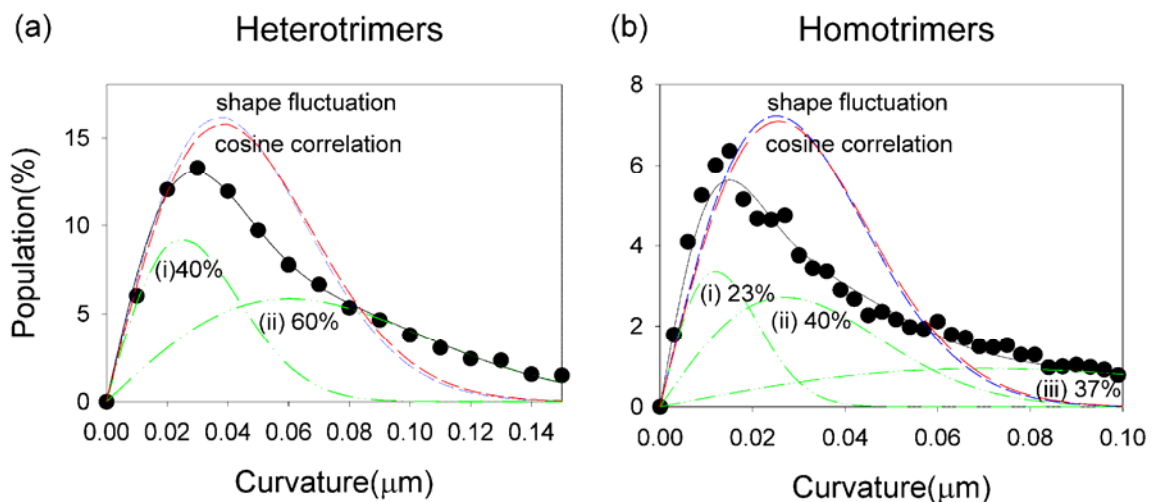 (a) Heterotrimers
shape fluctuation
cosine correlation
Population(%)
15
10
5
0
(i)40%
(ii) 60%
0.00 0.02 0.04 0.06 0.08 0.10 0.12 0.14
Curvature(μm)
(b) Homotrimers
shape fluctuation
cosine correlation
8
6
4
2
0
(i) 23%
(ii) 40%
(iii) 37%
0.00 0.02 0.04 0.06 0.08 0.10
Curvature(μm)